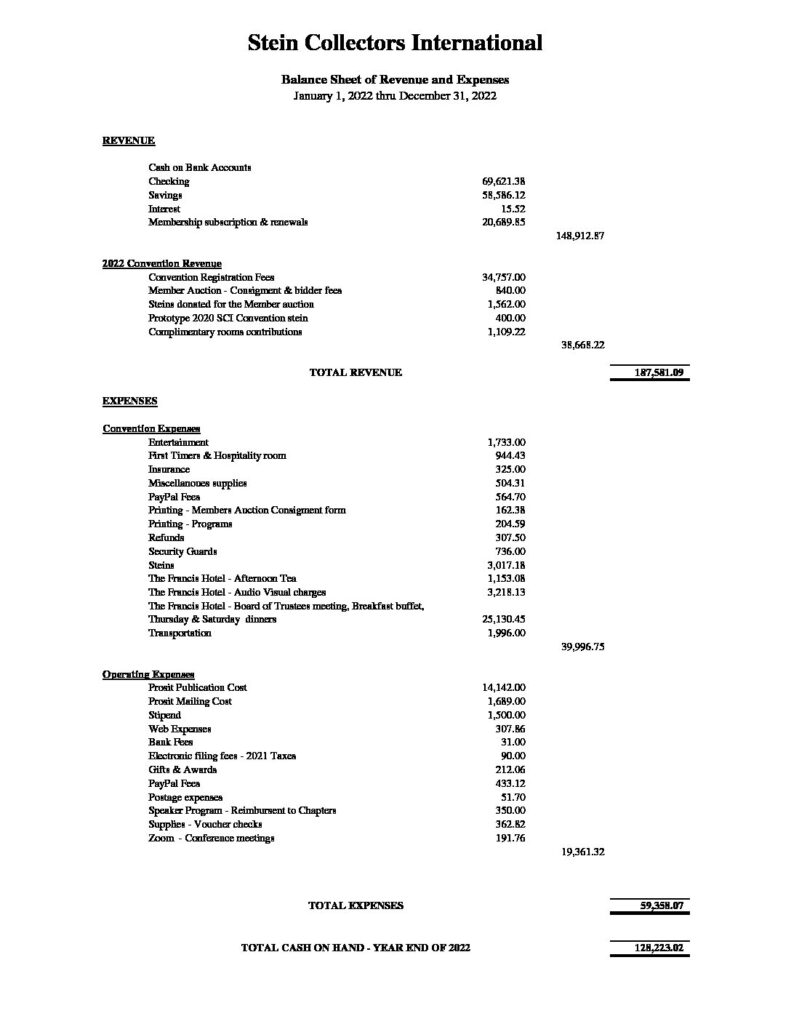 Stein Collectors International
Balance Sheet of Revenue and Expenses
January 1, 2022 thru December 31, 2022
REVENUE
Cash on Bank Accounts
Checking 69,621.38
Savings 58,586.12
Interest 15.52
Membership subscription & renewals 20,689.85
148,912.87
2022 Convention Revenue
Convention Registration Fees 34,757.00
Member Auction - Consigment & bidder fees 840.00
Steins donated for the Member auction 1,562.00
Prototype 2020 SCI Convention stein 400.00
Complimentary rooms contributions 1,109.22
38,668.22
TOTAL REVENUE 187,581.09
EXPENSES
Convention Expenses
Entertainment 1,733.00
First Timers & Hospitality room 944.43
Insurance 325.00
Miscellanoues supplies 504.31
PayPal Fees 564.70
Printing - Members Auction Consigment form 162.38
Printing - Programs 204.59
Refunds 307.50
Security Guards 736.00
Steins 3,017.18
The Francis Hotel - Afternoon Tea 1,153.08
The Francis Hotel - Audio Visual charges 3,218.13
The Francis Hotel - Board of Trustees meeting, Breakfast buffet,
Thursday & Saturday dinners 25,130.45
Transportation 1,996.00
39,996.75
Operating Expenses
Prosit Publication Cost 14,142.00
Prosit Mailing Cost 1,689.00
Stipend 1,500.00
Web Expenses 307.86
Bank Fees 31.00
Electronic filing fees - 2021 Taxes 90.00
Gifts & Awards 212.06
PayPal Fees 433.12
Postage expenses 51.70
Speaker Program - Reimbursent to Chapters 350.00
Supplies - Voucher checks 362.82
Zoom - Conference meetings 191.76
19,361.32
TOTAL EXPENSES 59,358.07
TOTAL CASH ON HAND - YEAR END OF 2022 128,223.02